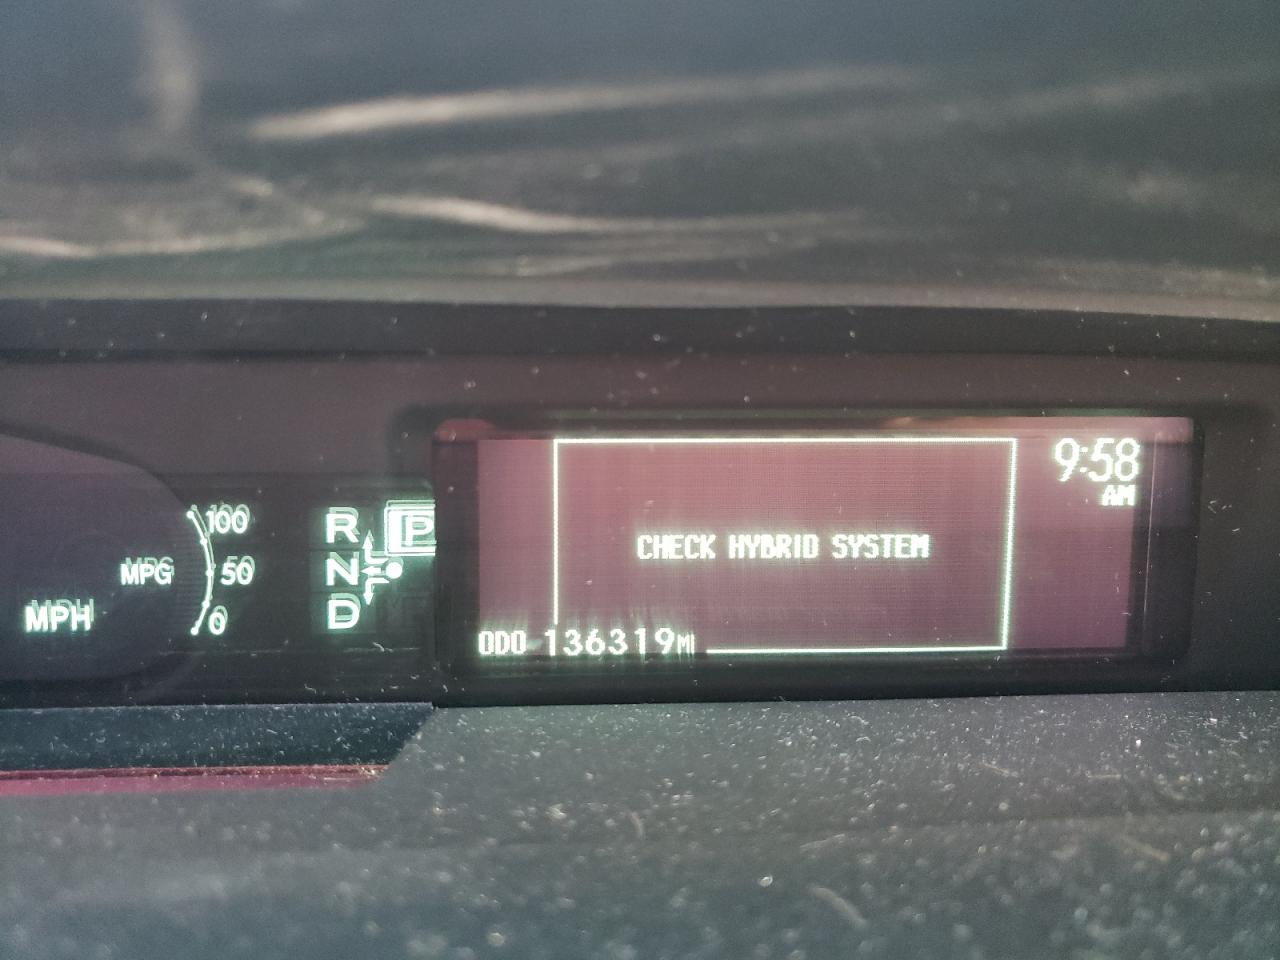 9:58
AM
100
R P
CHECK HYBRID SYSTEM
MPG 50 N
MPH 0 D
ODO 136319MI